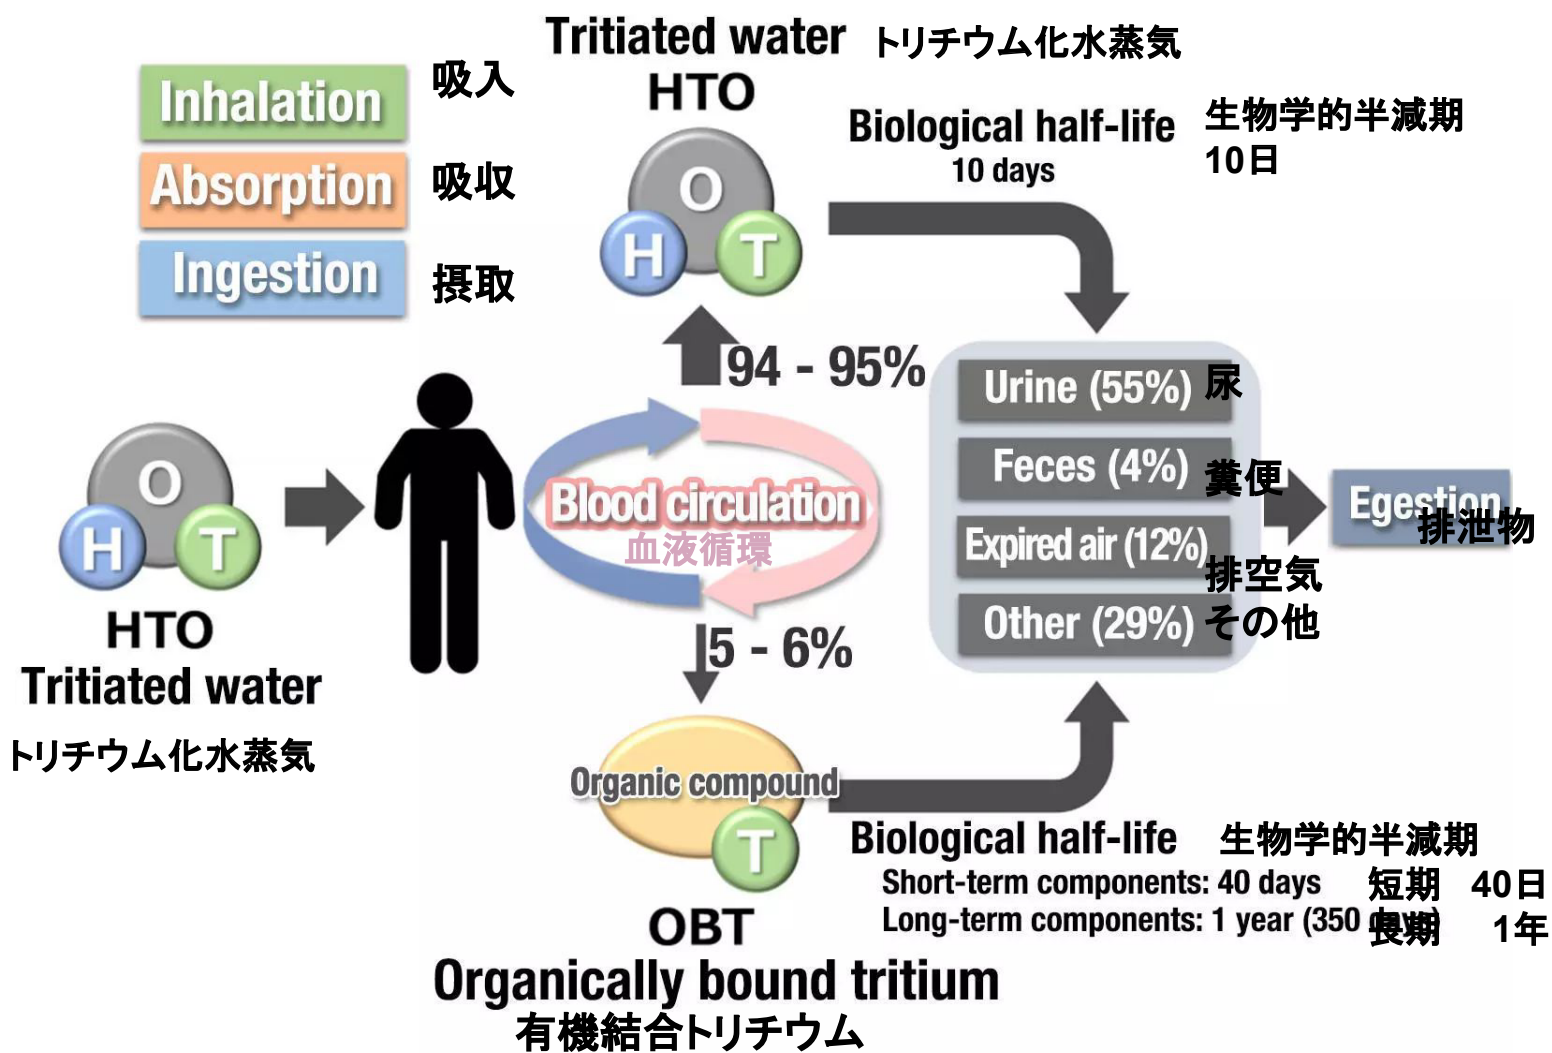 Tritiated water トリチウム化水蒸気
HTO
Inhalation 吸入
Absorption 吸収
Ingestion 摂取
O
H
T
Biological half-life 生物学的半減期
10 days 10日
94 - 95%
O
H
T
HTO
Tritiated water
トリチウム化水蒸気
Blood circulation
血液循環
Urine (55%) 尿
Feces (4%) 糞便
Expired air (12%) 排空気
Other (29%) その他
Egestion
排泄物
5 - 6%
Organic compound
T
OBT
Organically bound tritium
有機結合トリチウム
Biological half-life 生物学的半減期
Short-term components: 40 days 短期 40日
Long-term components: 1 year (350 days) 長期 1年